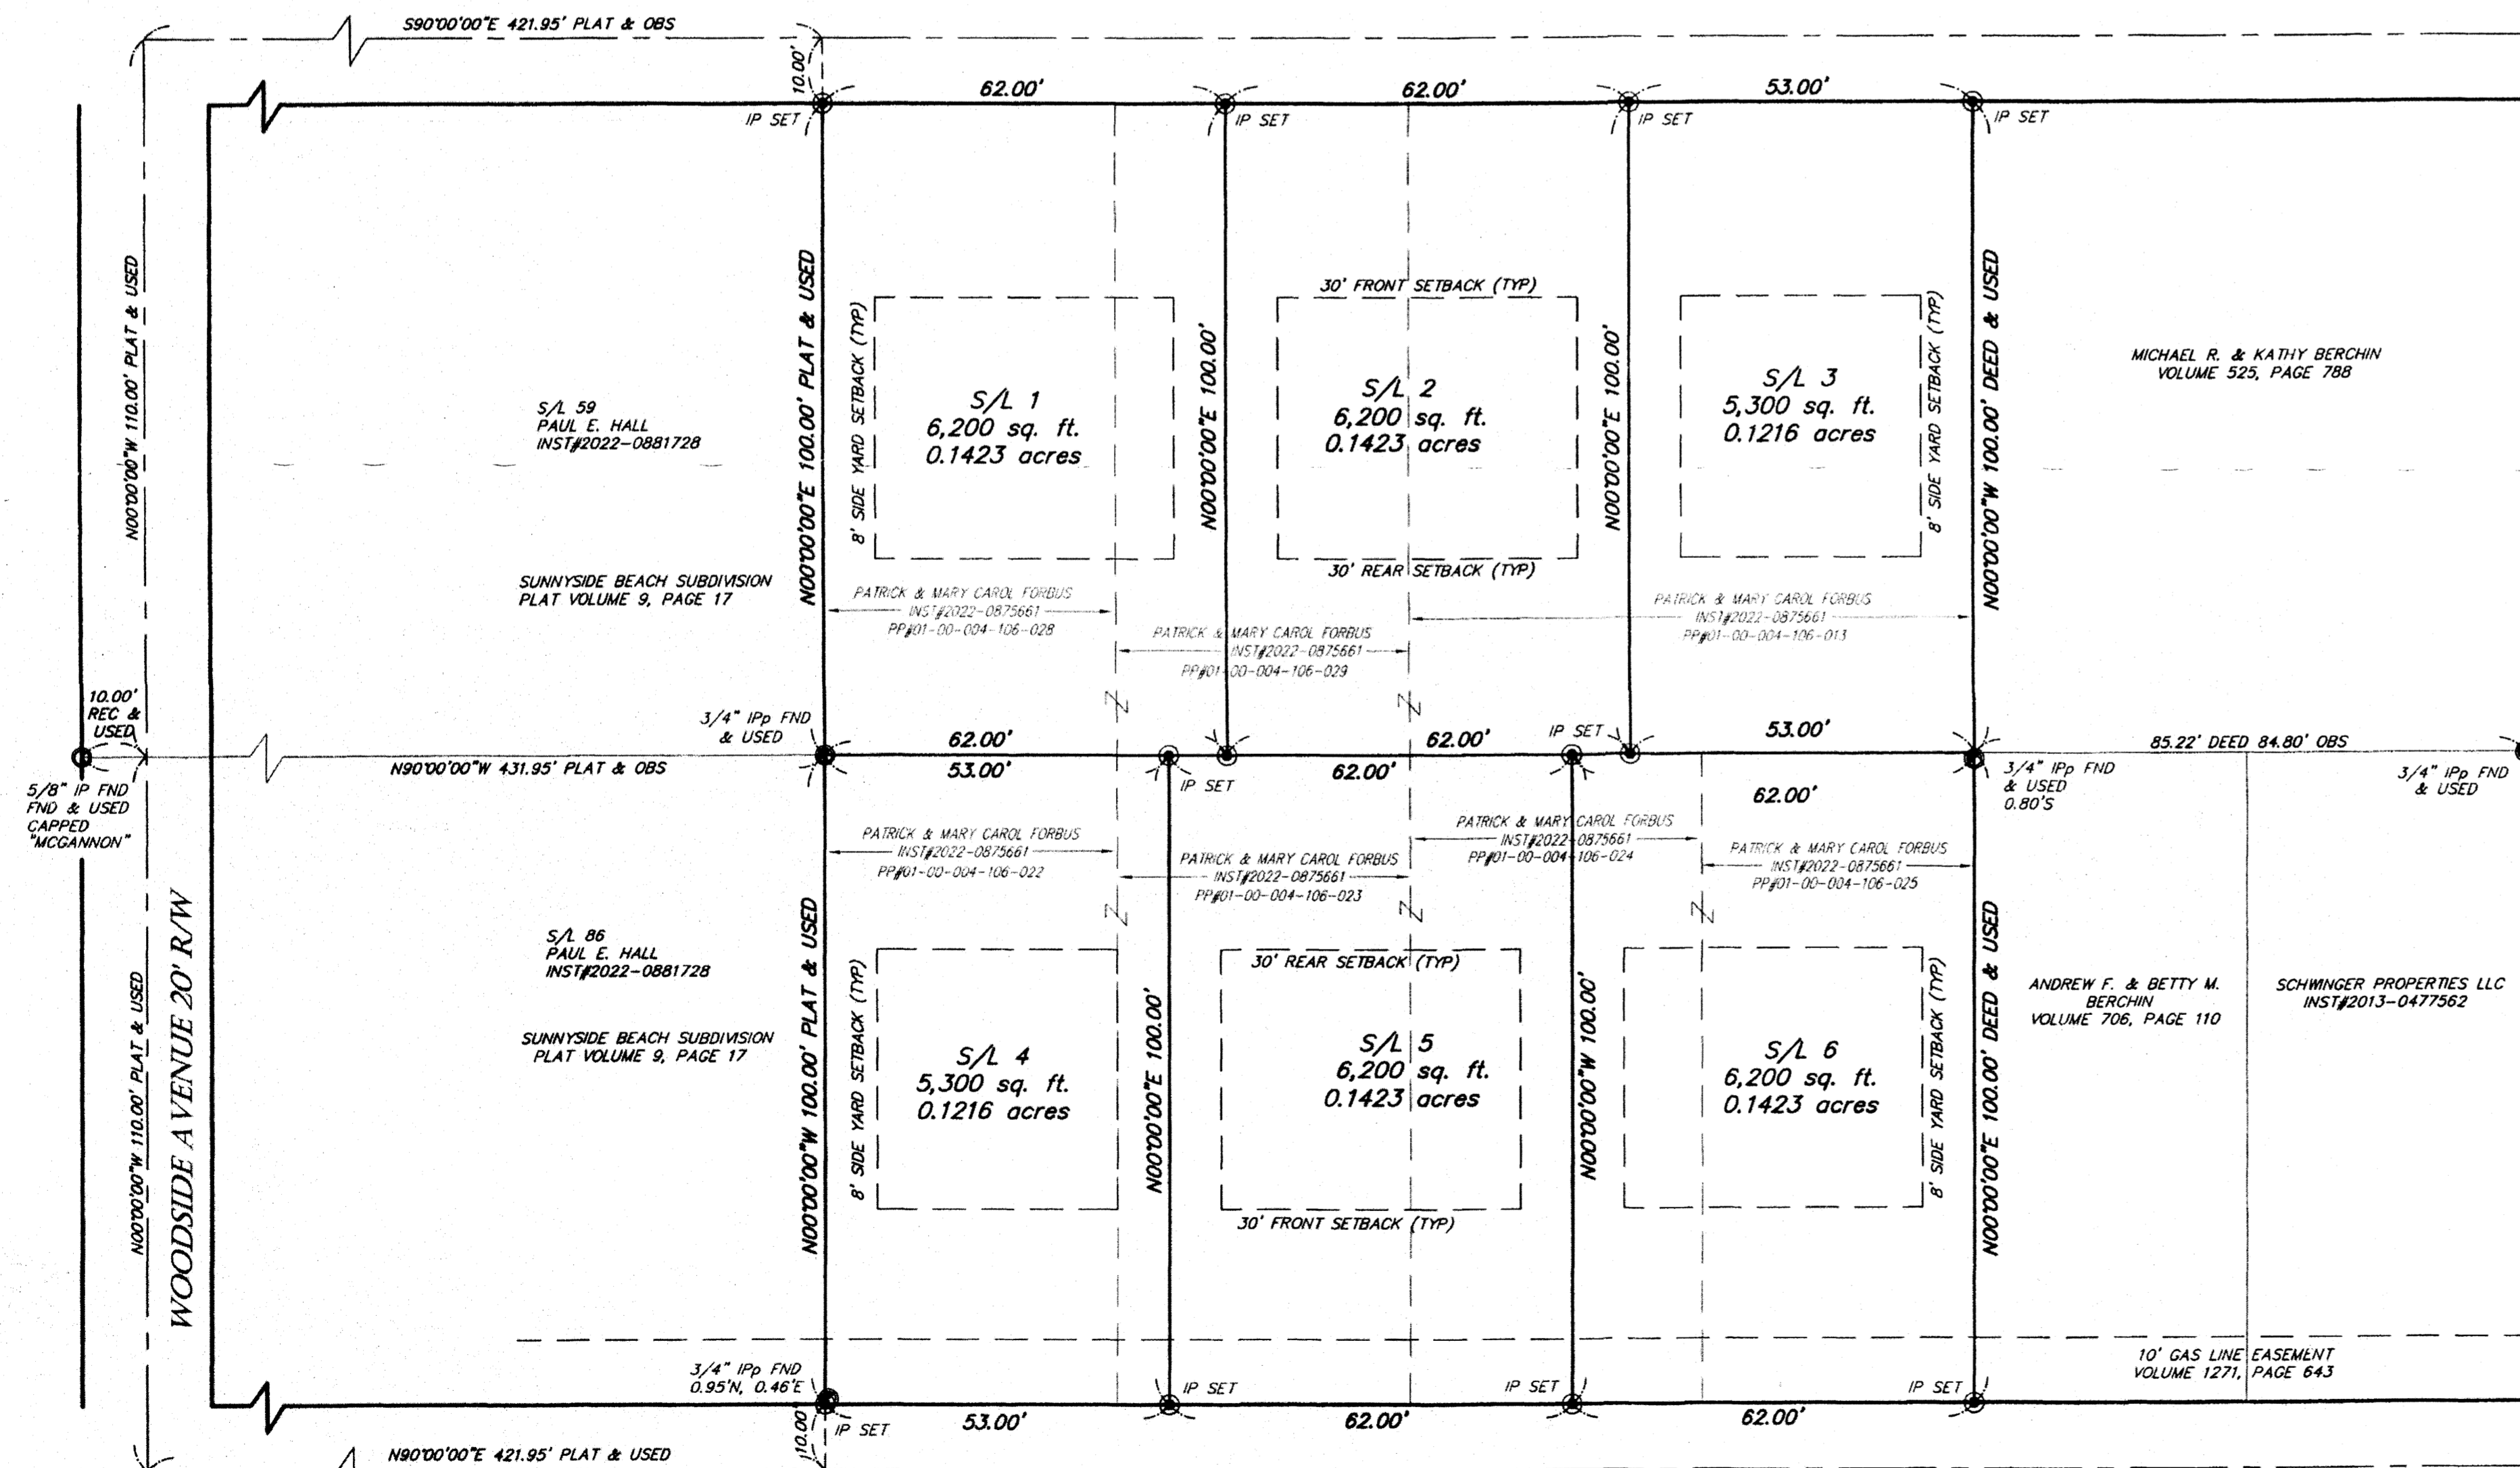 S90°00'00"E 421.95' PLAT & OBS
10.00'
62.00'
62.00'
53.00'
IP SET
IP SET
IP SET
IP SET
N00°00'00"W 110.00' PLAT & USED
N00°00'00"E 100.00' PLAT & USED
N00°00'00"E 100.00'
N00°00'00"E 100.00'
N00°00'00"W 100.00' DEED & USED
30' FRONT SETBACK (TYP)
8' SIDE YARD SETBACK (TYP)
8' SIDE YARD SETBACK (TYP)
S/L 59
PAUL E. HALL
INST#2022-0881728
S/L 1
6,200 sq. ft.
0.1423 acres
S/L 2
6,200 sq. ft.
0.1423 acres
S/L 3
5,300 sq. ft.
0.1216 acres
MICHAEL R. & KATHY BERCHIN
VOLUME 525, PAGE 788
30' REAR SETBACK (TYP)
SUNNYSIDE BEACH SUBDIVISION
PLAT VOLUME 9, PAGE 17
PATRICK & MARY CAROL FORBUS
INST#2022-0875661
PP#01-00-004-106-028
PATRICK & MARY CAROL FORBUS
INST#2022-0875661
PP#01-00-004-106-029
PATRICK & MARY CAROL FORBUS
INST#2022-0875661
PP#01-00-004-106-013
10.00'
REC &
USED
3/4" IPp FND
& USED
62.00'
62.00'
IP SET
53.00'
85.22' DEED 84.80' OBS
N90°00'00"W 431.95' PLAT & OBS
53.00'
IP SET
62.00'
62.00'
3/4" IPp FND
& USED
0.80'S
3/4" IPp FND
& USED
5/8" IP FND
FND & USED
CAPPED
"MCGANNON"
PATRICK & MARY CAROL FORBUS
INST#2022-0875661
PP#01-00-004-106-022
PATRICK & MARY CAROL FORBUS
INST#2022-0875661
PP#01-00-004-106-023
PATRICK & MARY CAROL FORBUS
INST#2022-0875661
PP#01-00-004-106-024
PATRICK & MARY CAROL FORBUS
INST#2022-0875661
PP#01-00-004-106-025
N00°00'00"W 110.00' PLAT & USED
WOODSIDE AVENUE 20' R/W
S/L 86
PAUL E. HALL
INST#2022-0881728
SUNNYSIDE BEACH SUBDIVISION
PLAT VOLUME 9, PAGE 17
N00°00'00"W 100.00' PLAT & USED
8' SIDE YARD SETBACK (TYP)
30' REAR SETBACK (TYP)
S/L 4
5,300 sq. ft.
0.1216 acres
N00°00'00"E 100.00'
S/L 5
6,200 sq. ft.
0.1423 acres
N00°00'00"W 100.00'
S/L 6
6,200 sq. ft.
0.1423 acres
8' SIDE YARD SETBACK (TYP)
N00°00'00"E 100.00' DEED & USED
ANDREW F. & BETTY M.
BERCHIN
VOLUME 706, PAGE 110
SCHWINGER PROPERTIES LLC
INST#2013-0477562
30' FRONT SETBACK (TYP)
10' GAS LINE EASEMENT
VOLUME 1271, PAGE 643
3/4" IPp FND
0.95'N, 0.46'E
IP SET
IP SET
IP SET
10.00'
IP SET
53.00'
62.00'
62.00'
N90°00'00"E 421.95' PLAT & USED